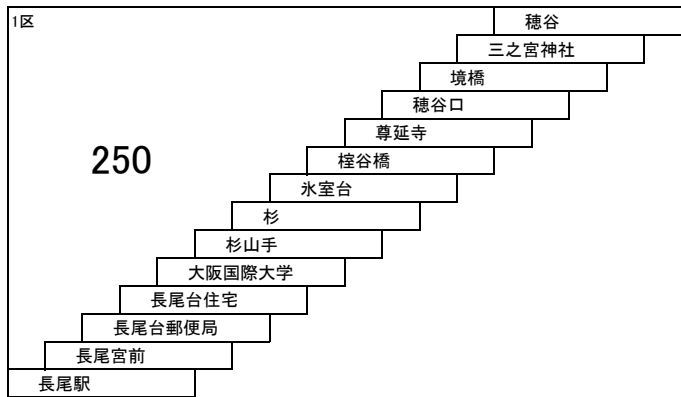 1区
穂谷
三之宮神社
境橋
穂谷口
尊延寺
250
樘谷橋
氷室台
杉
杉山手
大阪国際大学
長尾台住宅
長尾台郵便局
長尾宮前
長尾駅